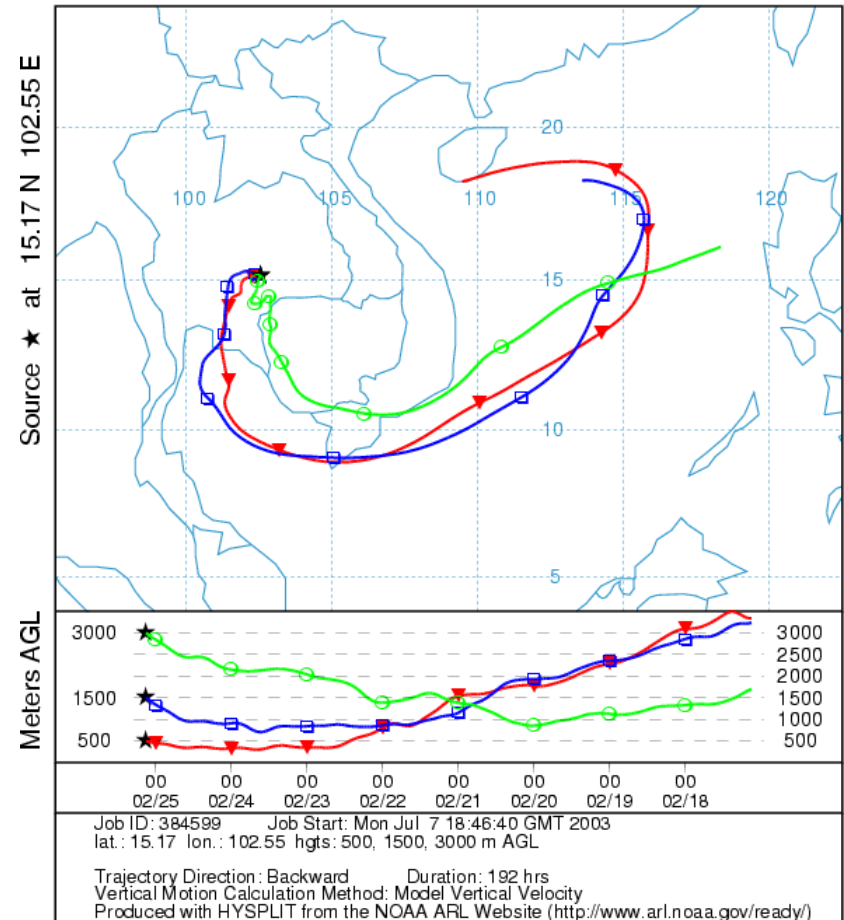 Source ★ at 15.17 N 102.55 E
20
100 105 110 115 120
15
10
5
Meters AGL
3000 3000
2500
2000
1500 1500
1000
500 500
00 00 00 00 00 00 00 00
02/25 02/24 02/23 02/22 02/21 02/20 02/19 02/18
Job ID: 384599 Job Start: Mon Jul 7 18:46:40 GMT 2003
lat.: 15.17 lon.: 102.55 hgts: 500, 1500, 3000 m AGL
Trajectory Direction: Backward Duration: 192 hrs
Vertical Motion Calculation Method: Model Vertical Velocity
Produced with HYSPLIT from the NOAA ARL Website (http://www.arl.noaa.gov/ready/)